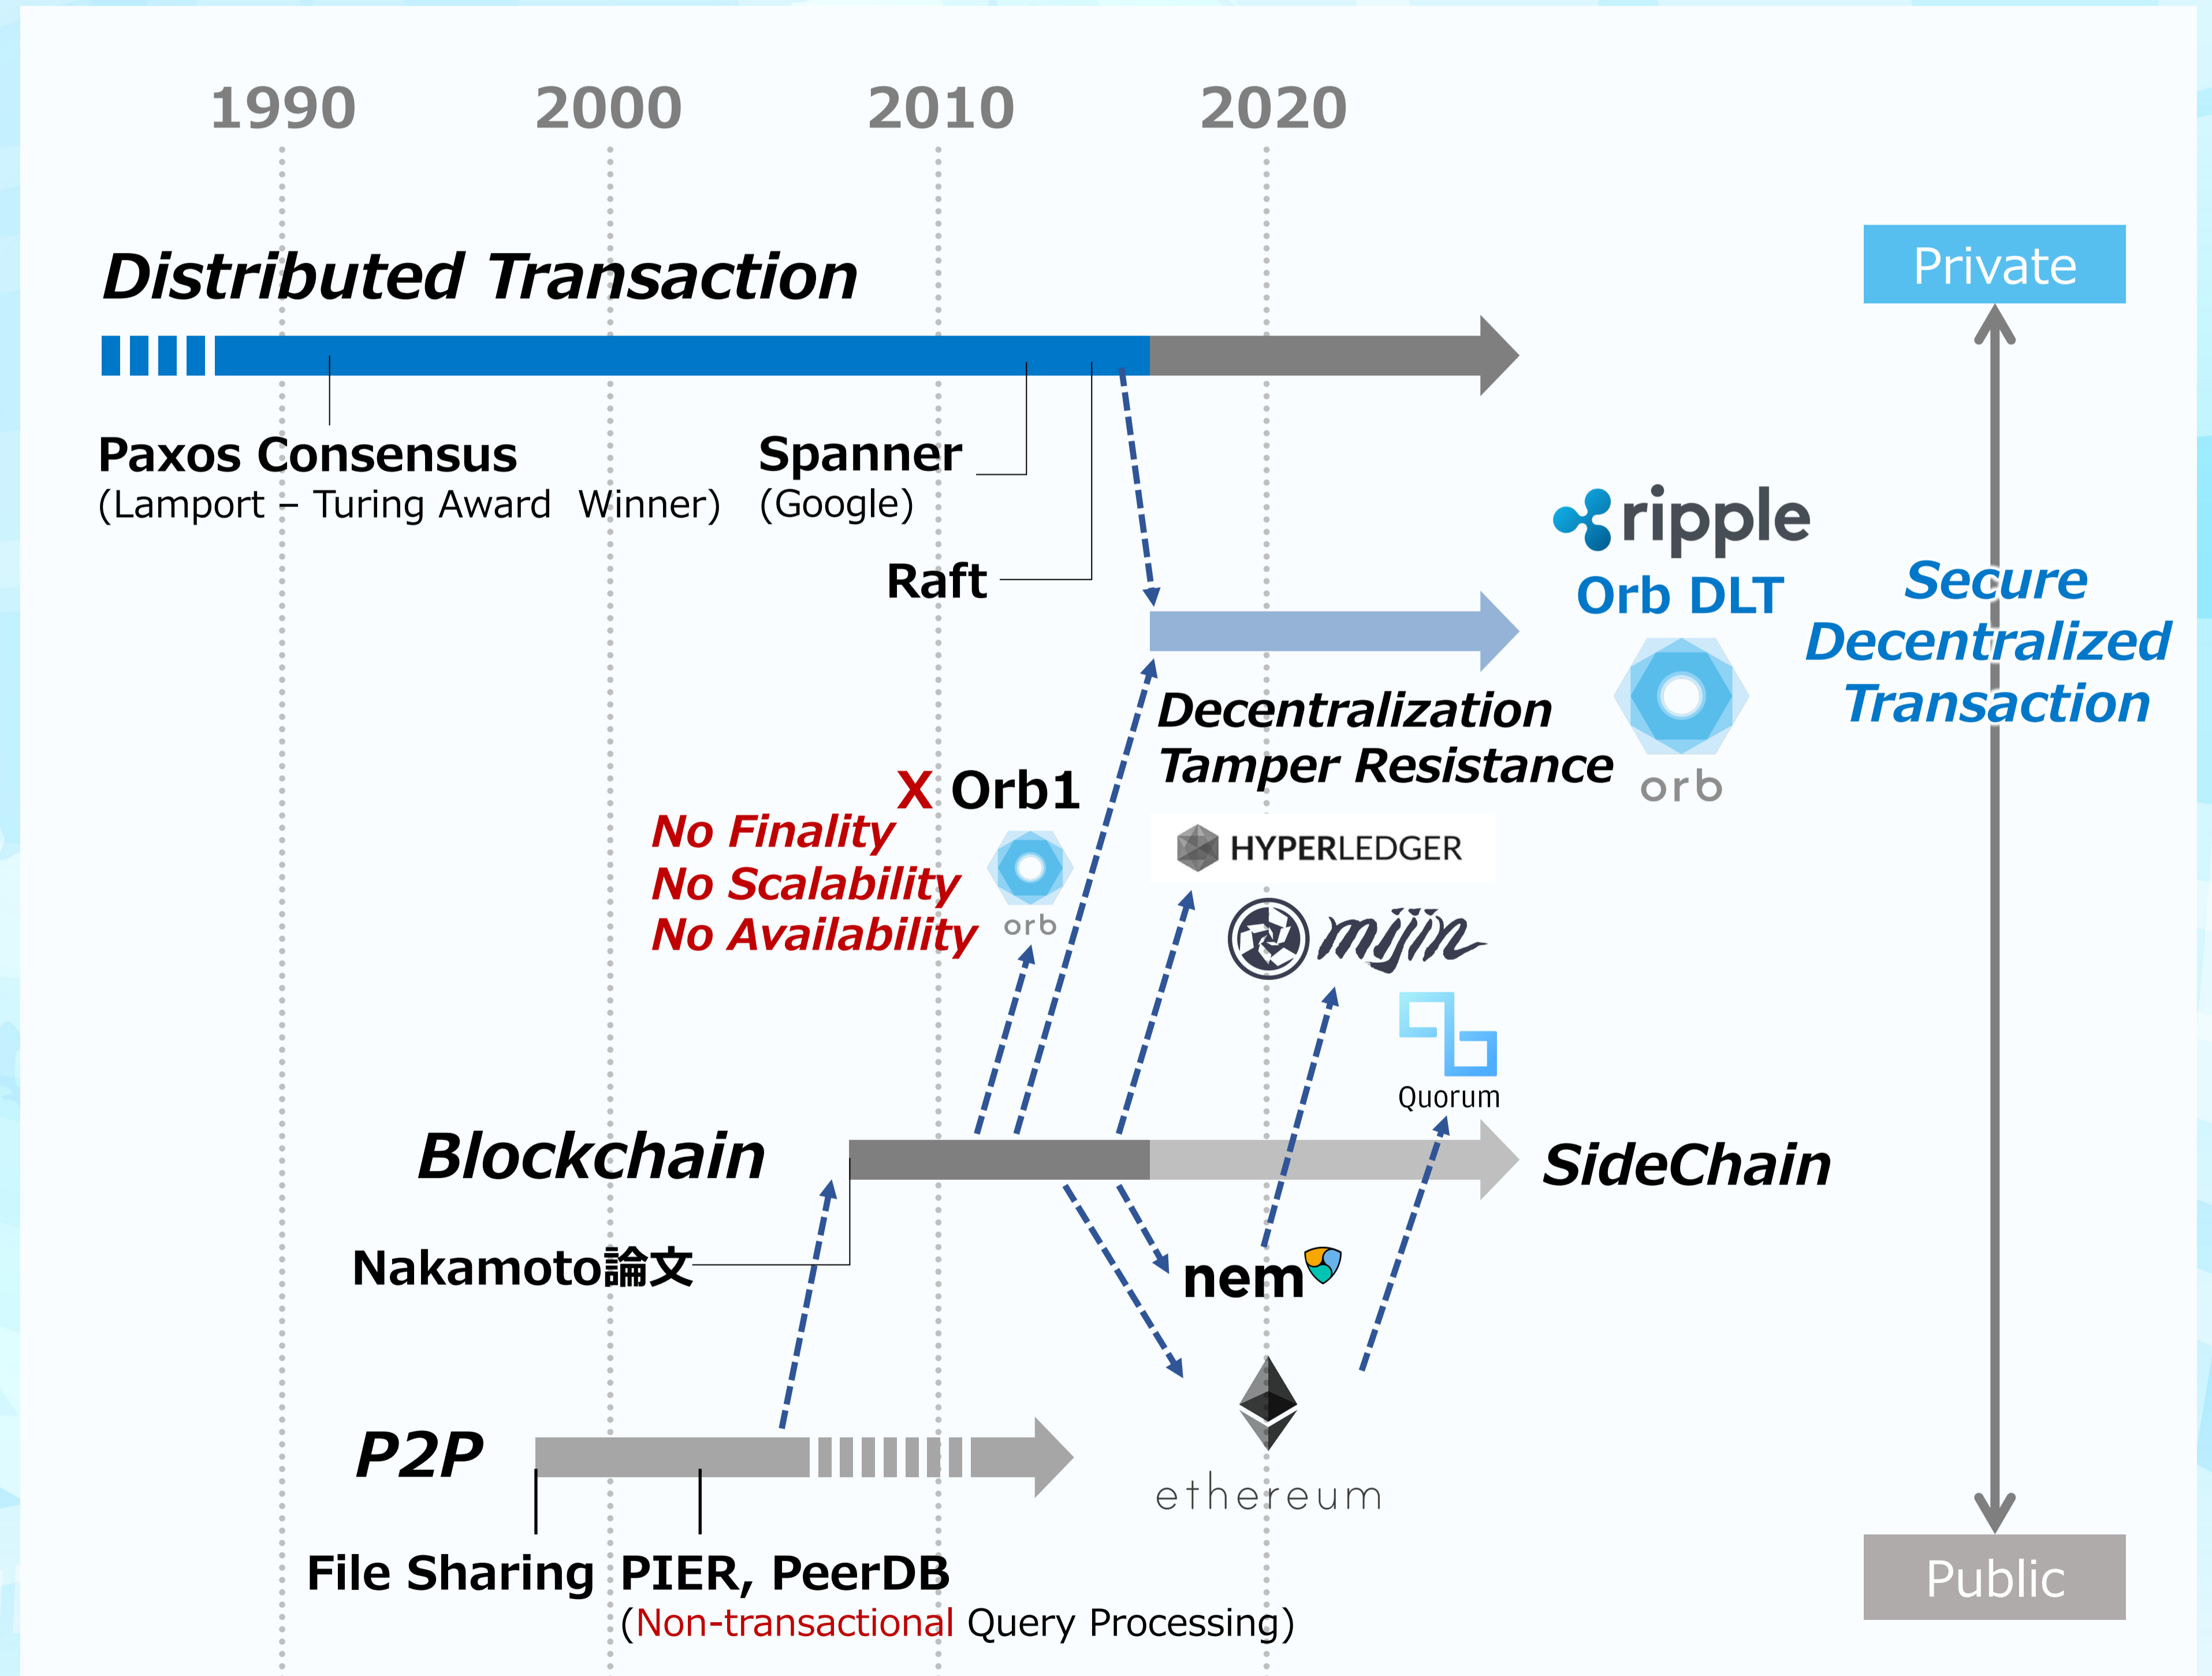 1990 2000 2010 2020
Distributed Transaction
Private
Paxos Consensus
(Lamport – Turing Award Winner)
Spanner
(Google)
Raft
ripple
Orb DLT
orb
Secure
Decentralized
Transaction
Decentralization
Tamper Resistance
X Orb1
No Finality
No Scalability
No Availability
orb
HYPERLEDGER
mijin
Quorum
Blockchain
SideChain
Nakamoto論文
nem
P2P
ethereum
File Sharing
PIER, PeerDB
(Non-transactional Query Processing)
Public